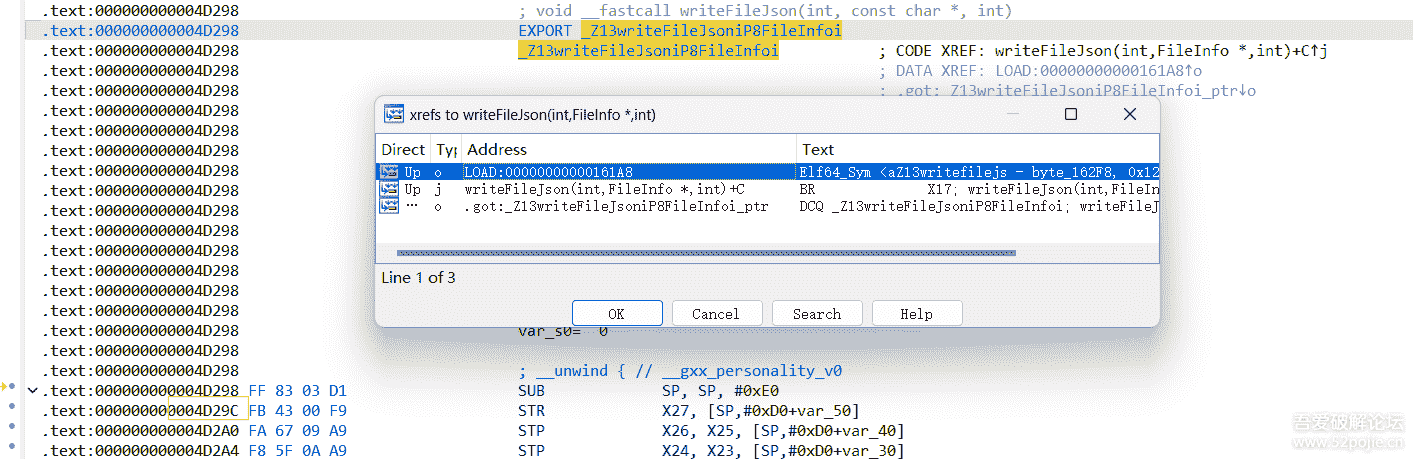 .text:000000000004D298 ; void __fastcall writeFileJson(int, const char *, int)
.text:000000000004D298 EXPORT _Z13writeFileJsoniP8FileInfoi
.text:000000000004D298 _Z13writeFileJsoniP8FileInfoi ; CODE XREF: writeFileJson(int,FileInfo *,int)+C↑j
.text:000000000004D298 ; DATA XREF: LOAD:00000000000161A8↑o
.text:000000000004D298 ; .got:_Z13writeFileJsoniP8FileInfoi_ptr↓o
.text:000000000004D298
xrefs to writeFileJson(int,FileInfo *,int)
.text:000000000004D298
.text:000000000004D298
Direct Typ Address Text
.text:000000000004D298
Up o LOAD:00000000000161A8 Elf64_Sym <aZ13writefilejs - byte_162F8, 0x12
.text:000000000004D298
Up j writeFileJson(int,FileInfo *,int)+C BR X17; writeFileJson(int,FileIn
.text:000000000004D298
... o .got:_Z13writeFileJsoniP8FileInfoi_ptr DCQ _Z13writeFileJsoniP8FileInfoi; writeFileJ
.text:000000000004D298
.text:000000000004D298
.text:000000000004D298
Line 1 of 3
.text:000000000004D298
.text:000000000004D298
OK Cancel Search Help
.text:000000000004D298 var_s0= 0
.text:000000000004D298
.text:000000000004D298 ; __unwind { // __gxx_personality_v0
.text:000000000004D298 FF 83 03 D1 SUB SP, SP, #0xE0
.text:000000000004D29C FB 43 00 F9 STR X27, [SP,#0xD0+var_50]
.text:000000000004D2A0 FA 67 09 A9 STP X26, X25, [SP,#0xD0+var_40]
.text:000000000004D2A4 F8 5F 0A A9 STP X24, X23, [SP,#0xD0+var_30]
吾爱破解论坛
www.52pojie.cn